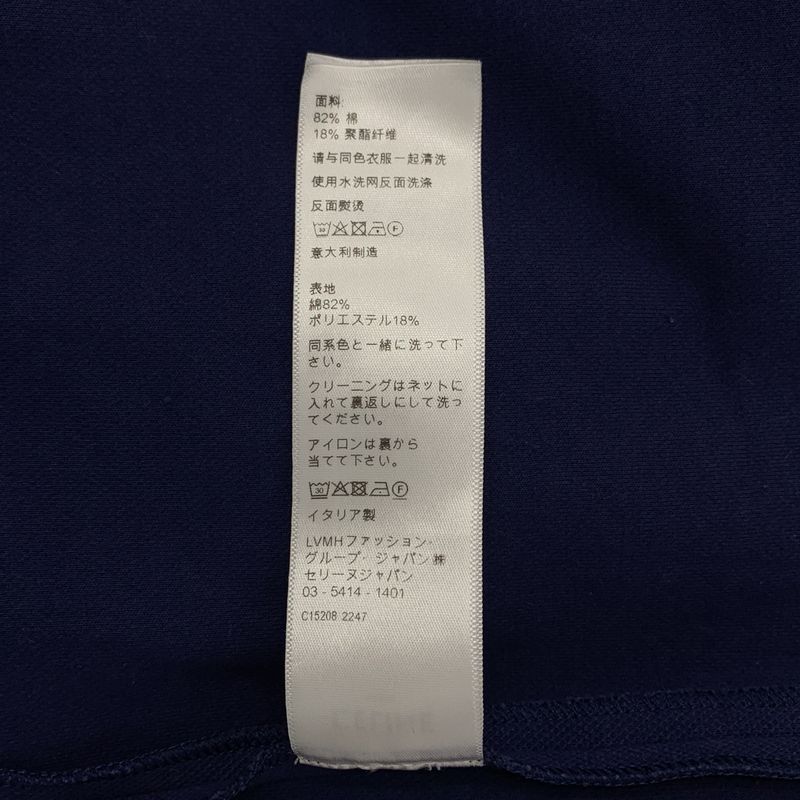 面料
82% 棉
18% 聚酯纤维
请与同色衣服一起清洗
使用水洗网反面洗涤
反面熨烫
30 F
意大利制造
表地
綿82%
ポリエステル18%
同系色と一緒に洗って下
さい。
クリーニングはネットに
入れて裏返しにして洗っ
てください。
アイロンは裏から
当てて下さい。
30 F
イタリア製
LVMHファッション・
グループ・ジャパン㈱
セリーヌジャパン
03 - 5414 - 1401
C15208 2247